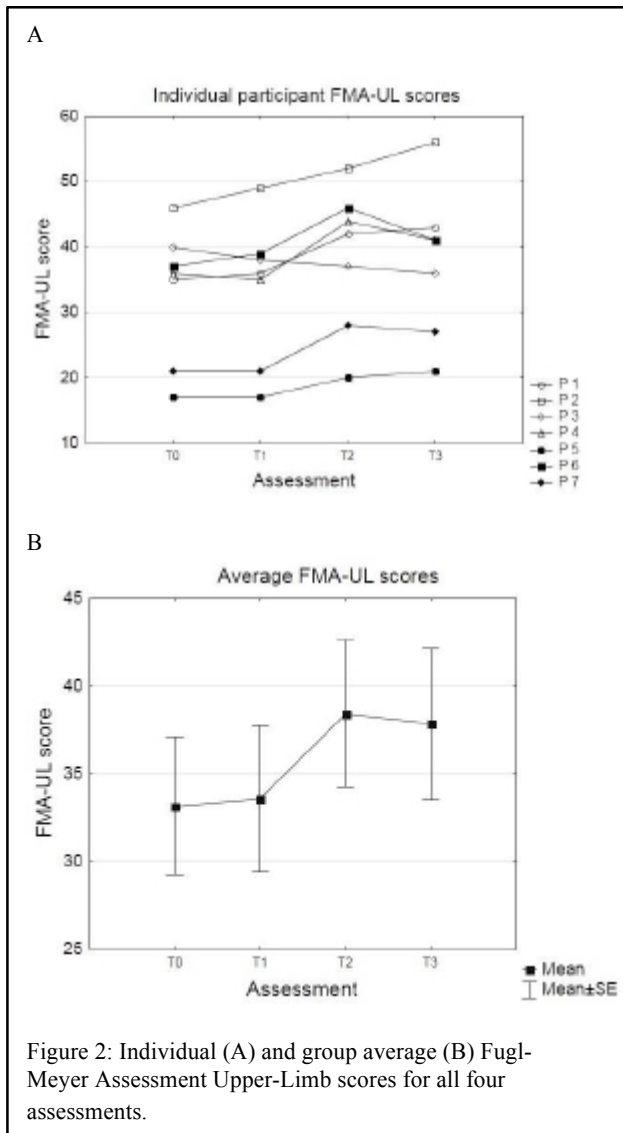 A
Individual participant FMA-UL scores
60
50
40
30
20
10
FMA-UL score
T0 T1 T2 T3
Assessment
P 1
P 2
P 3
P 4
P 5
P 6
P 7
B
Average FMA-UL scores
45
40
35
30
25
FMA-UL score
T0 T1 T2 T3
Assessment
Mean
Mean±SE
Figure 2: Individual (A) and group average (B) Fugl-
Meyer Assessment Upper-Limb scores for all four
assessments.